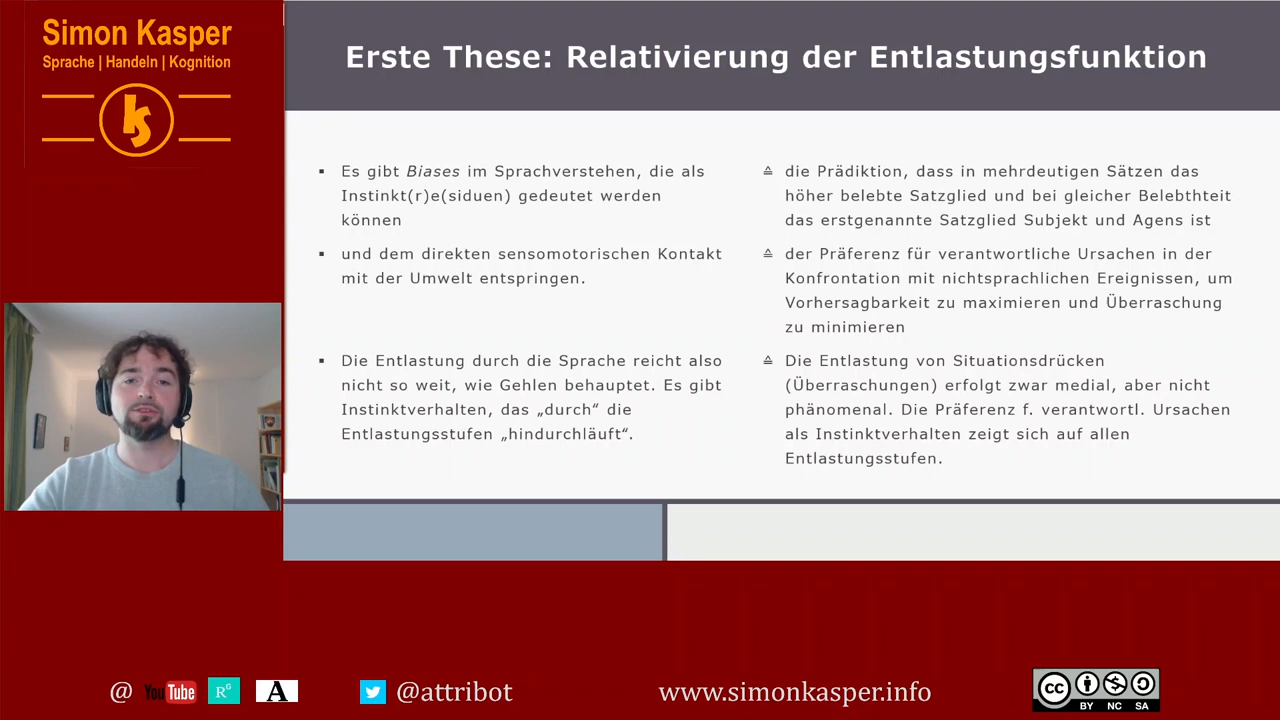 Simon Kasper
Sprache | Handeln | Kognition
ks
Erste These: Relativierung der Entlastungsfunktion
▪ Es gibt Biases im Sprachverstehen, die als
Instinkt(r)e(siduen) gedeutet werden
können
▪ und dem direkten sensomotorischen Kontakt
mit der Umwelt entspringen.
▪ Die Entlastung durch die Sprache reicht also
nicht so weit, wie Gehlen behauptet. Es gibt
Instinktverhalten, das „durch“ die
Entlastungsstufen „hindurchläuft“.
≙ die Prädiktion, dass in mehrdeutigen Sätzen das
höher belebte Satzglied und bei gleicher Belebthteit
das erstgenannte Satzglied Subjekt und Agens ist
≙ der Präferenz für verantwortliche Ursachen in der
Konfrontation mit nichtsprachlichen Ereignissen, um
Vorhersagbarkeit zu maximieren und Überraschung
zu minimieren
≙ Die Entlastung von Situationsdrücken
(Überraschungen) erfolgt zwar medial, aber nicht
phänomenal. Die Präferenz f. verantwortl. Ursachen
als Instinktverhalten zeigt sich auf allen
Entlastungsstufen.
@ YouTube RG A @attribot www.simonkasper.info
cc BY NC SA